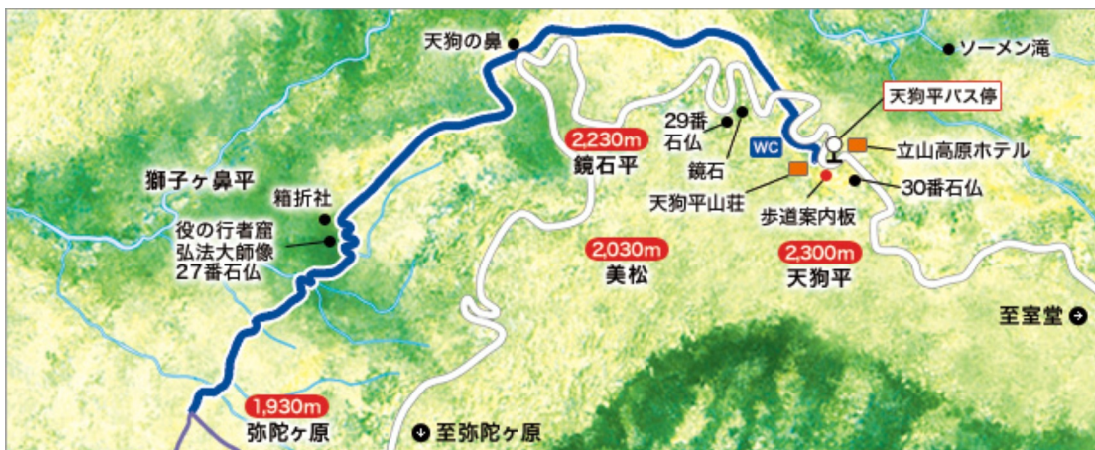 天狗の鼻
ソーメン滝
天狗平バス停
29番
石仏
2,230m
鏡石平
WC
立山高原ホテル
鏡石
獅子ヶ鼻平
天狗平山荘
30番石仏
箱折社
歩道案内板
役の行者窟
弘法大師像
27番石仏
2,030m
美松
2,300m
天狗平
至室堂
1,930m
弥陀ヶ原
至弥陀ヶ原